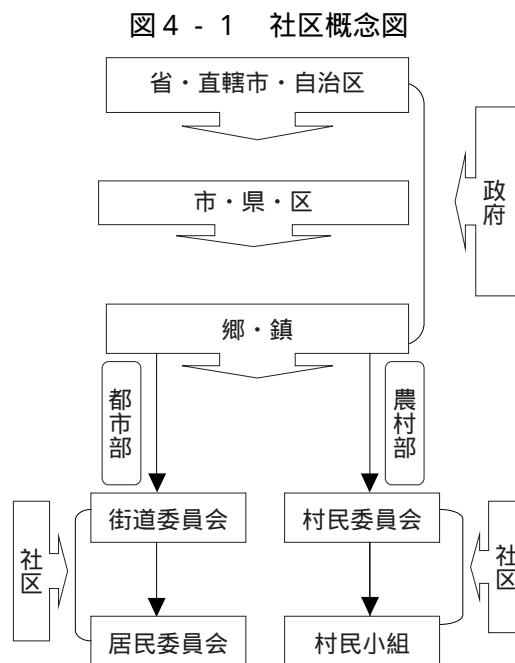 図4-1 社区概念図
省・直轄市・自治区
政府
市・県・区
郷・鎮
都市部
農村部
街道委員会
村民委員会
社区
社区
居民委員会
村民小組